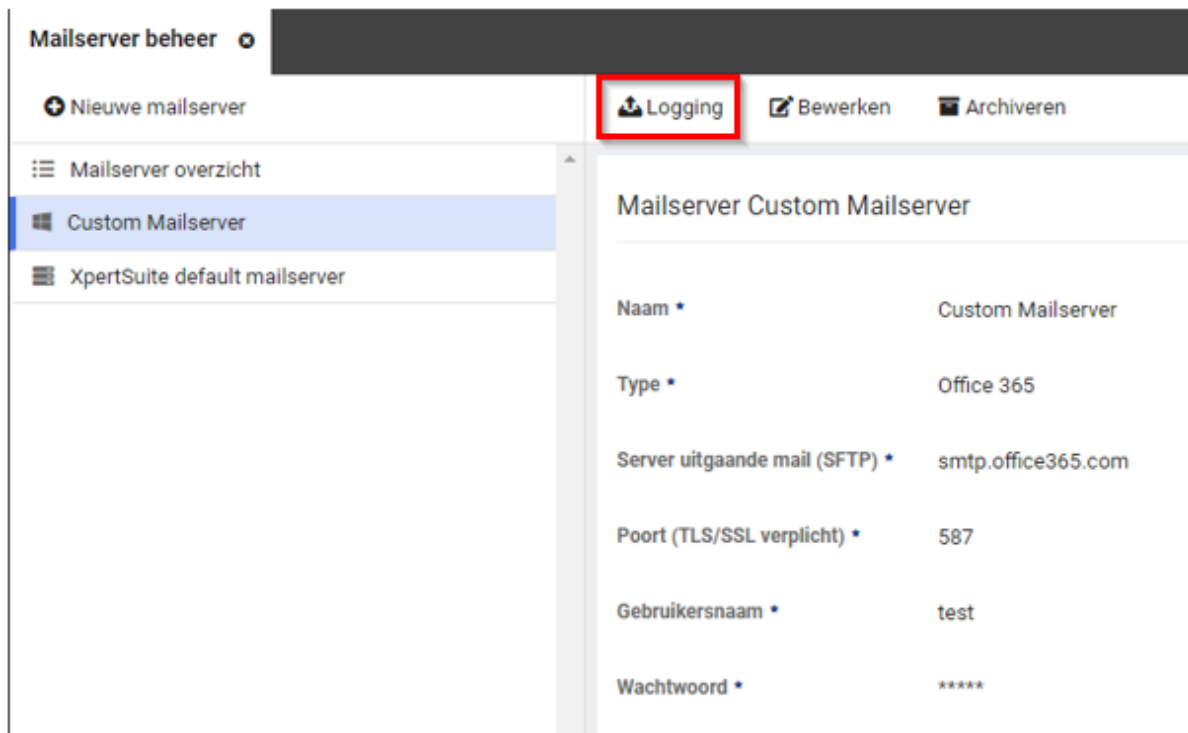 Mailserver beheer
Nieuwe mailserver
Logging
Bewerken
Archiveren
Mailserver overzicht
Custom Mailserver
XpertSuite default mailserver
Mailserver Custom Mailserver
Naam * Custom Mailserver
Type * Office 365
Server uitgaande mail (SFTP) * smtp.office365.com
Poort (TLS/SSL verplicht) * 587
Gebruikersnaam * test
Wachtwoord * *****